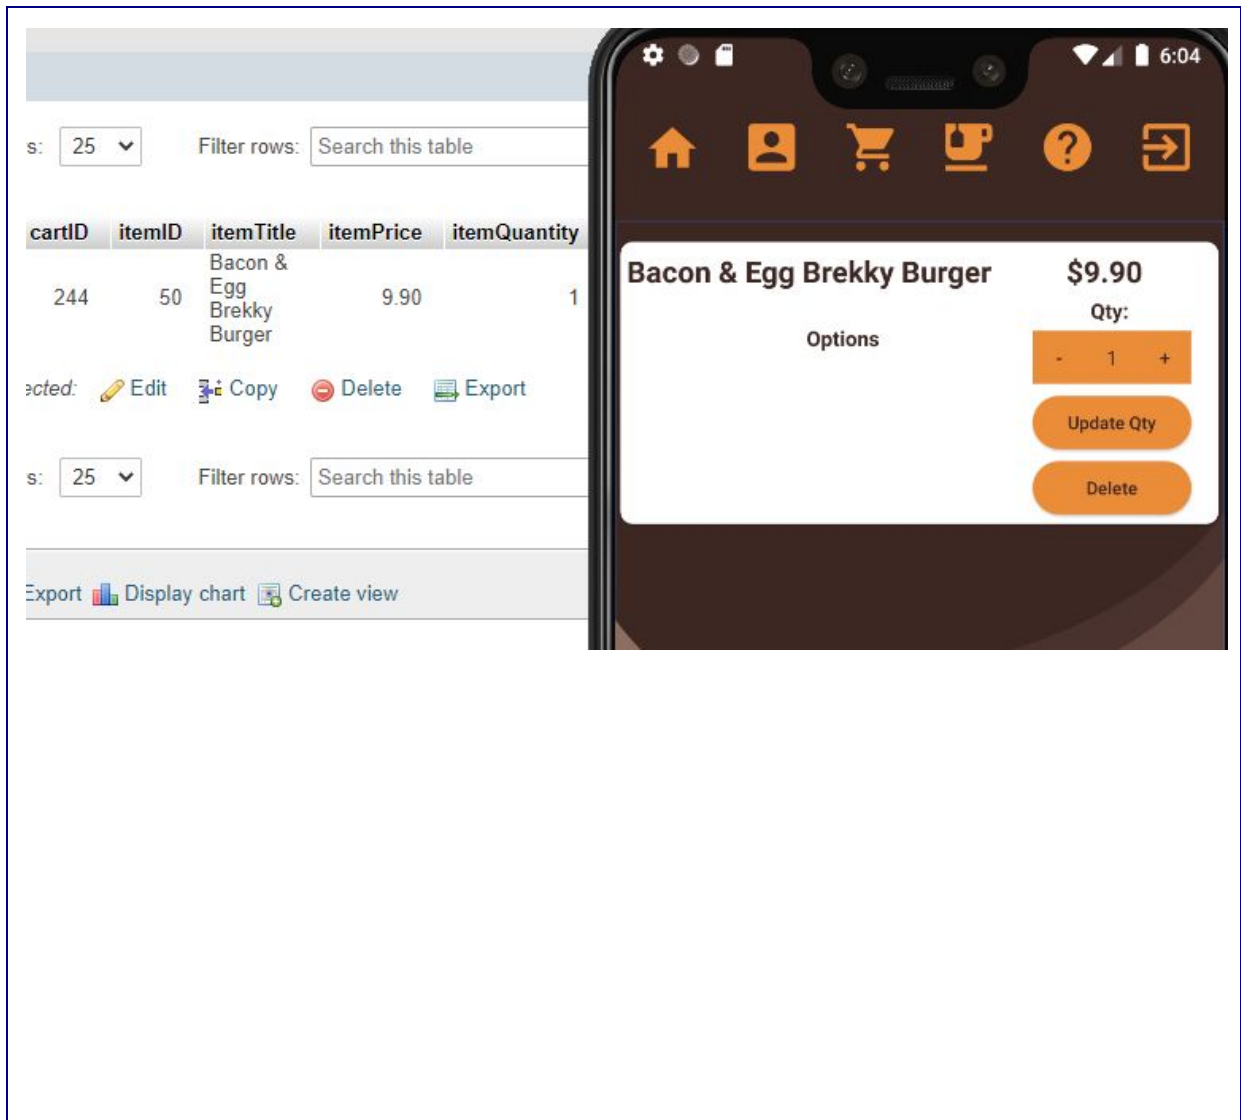 s: 25 Filter rows: Search this table
cartID itemID itemTitle itemPrice itemQuantity
244 50 Bacon & 9.90 1
Egg
Brekky
Burger
ected: Edit Copy Delete Export
s: 25 Filter rows: Search this table
Export Display chart Create view
6:04
Bacon & Egg Brekky Burger $9.90
Qty:
Options
- 1 +
Update Qty
Delete